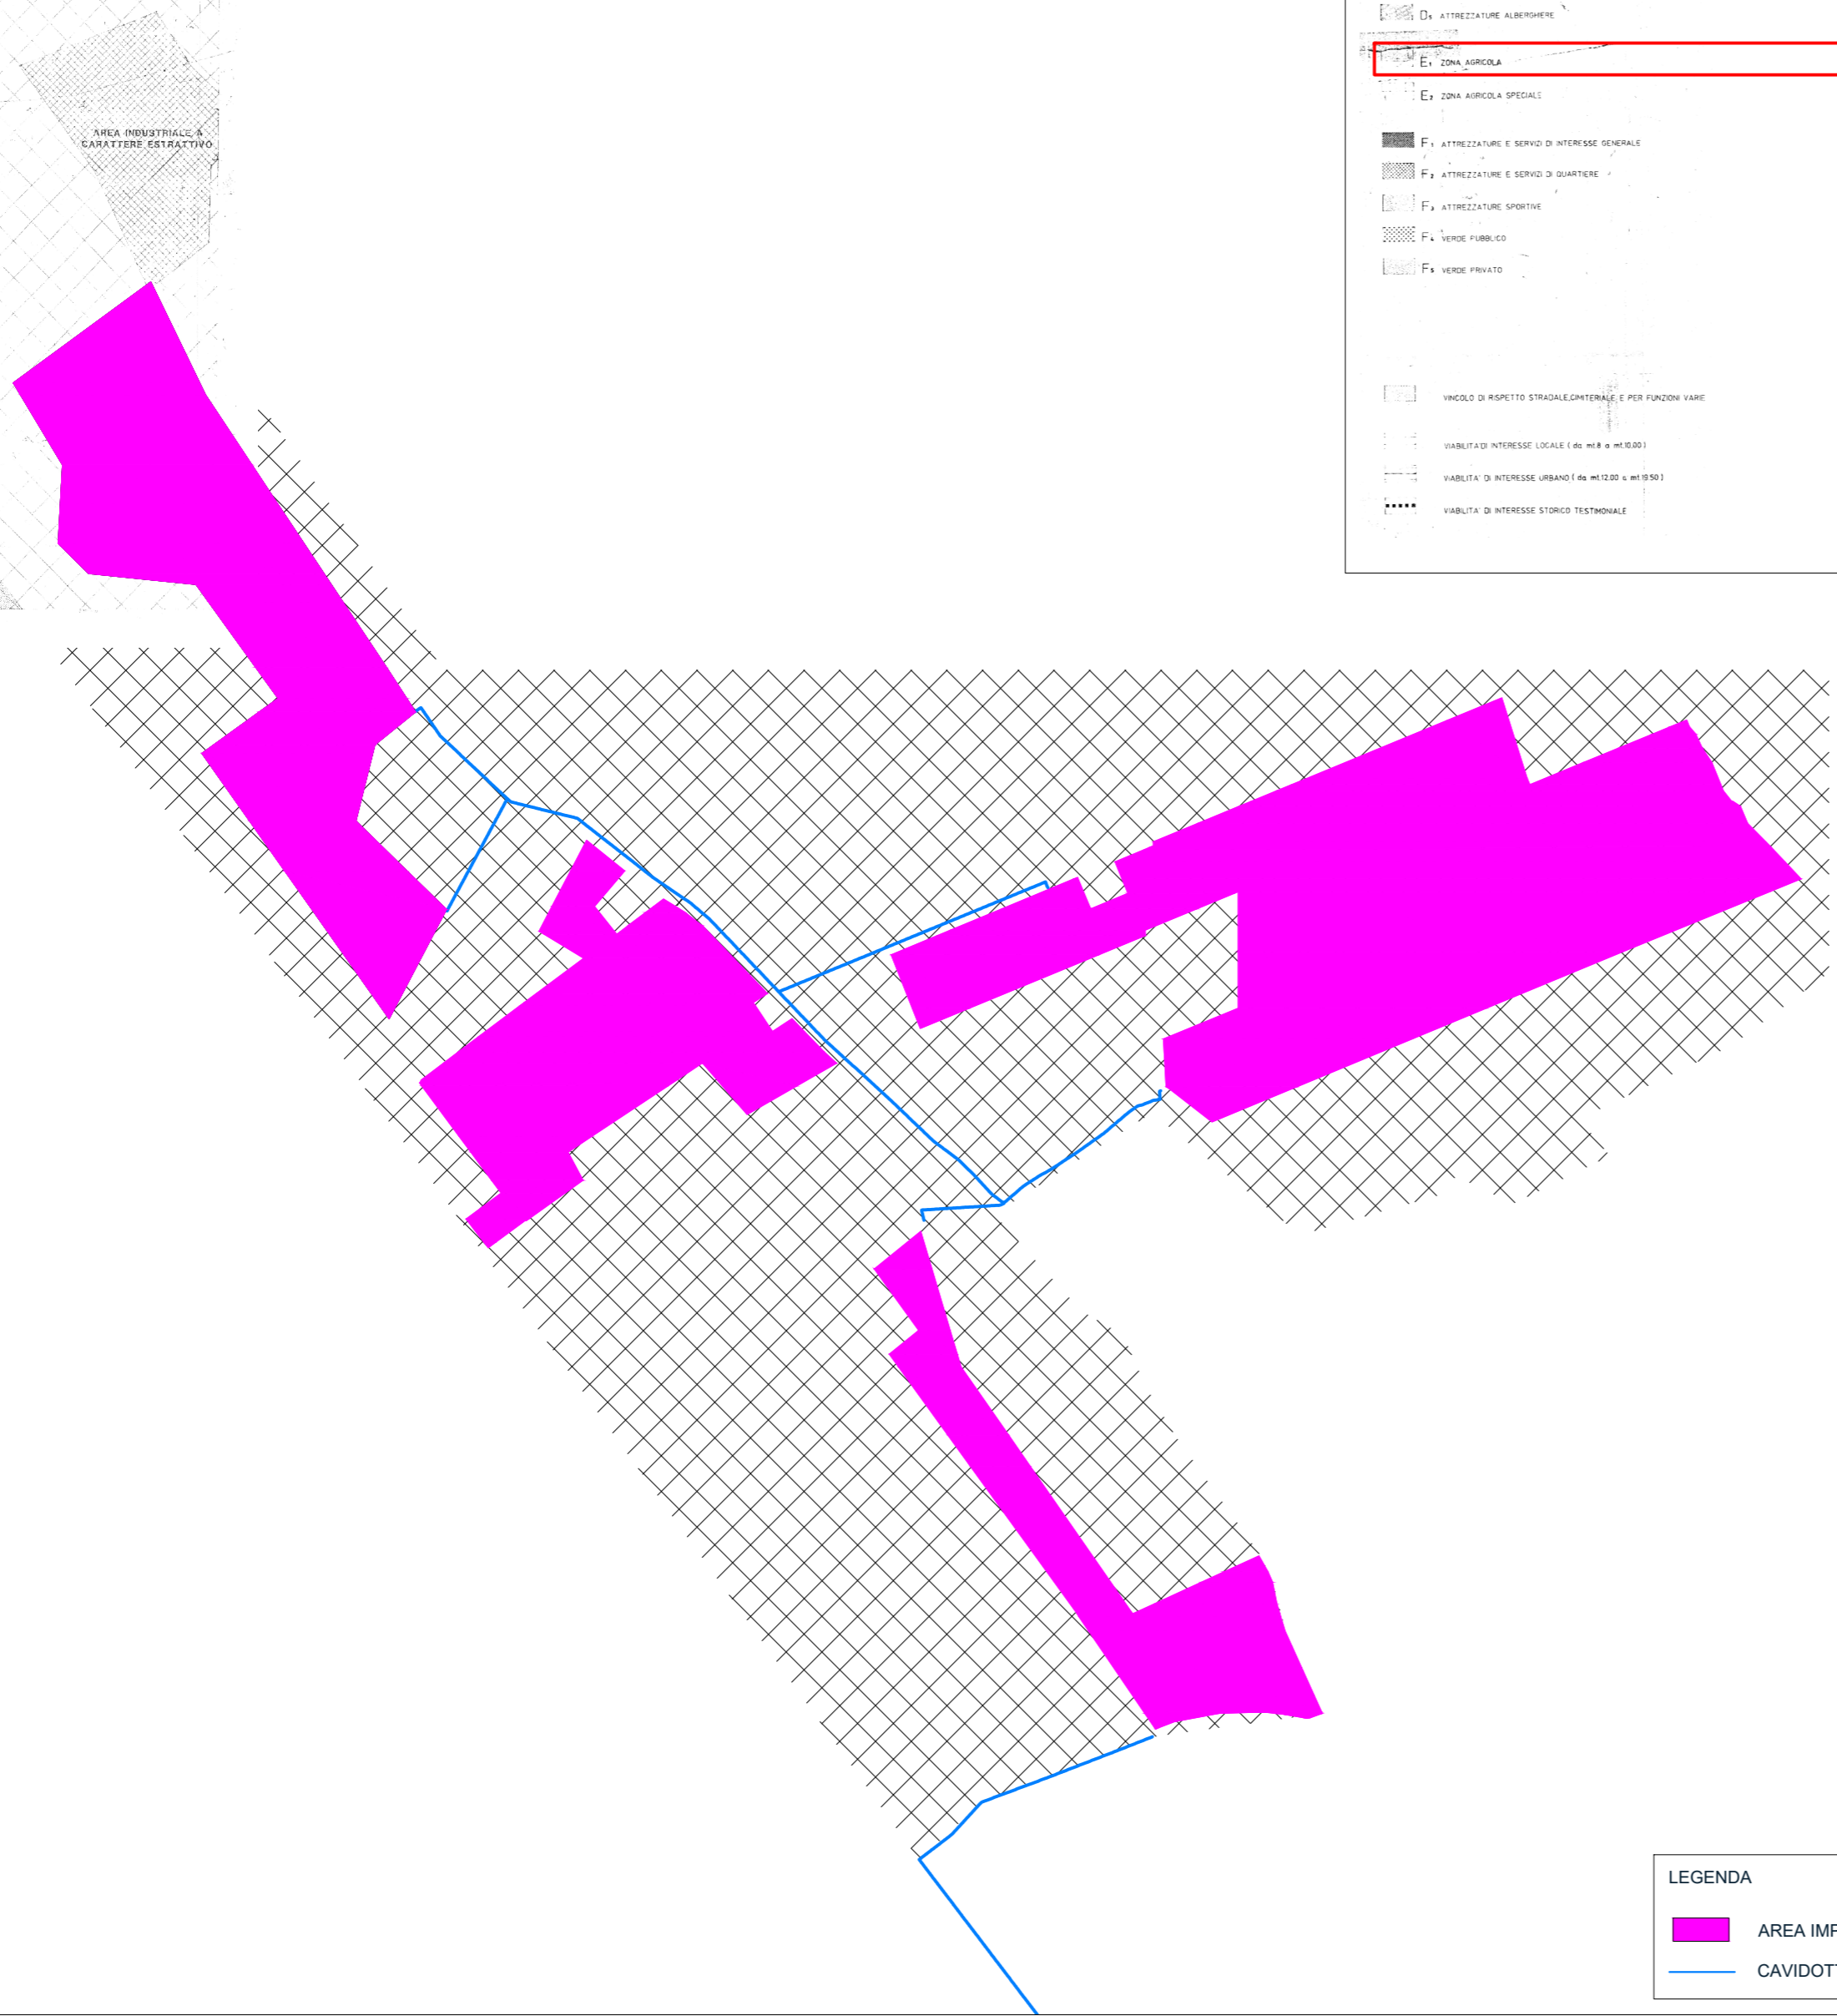 D5 ATTREZZATURE ALBERGHIERE
E1 ZONA AGRICOLA
E2 ZONA AGRICOLA SPECIALE
F1 ATTREZZATURE E SERVIZI DI INTERESSE GENERALE
F2 ATTREZZATURE E SERVIZI DI QUARTIERE
F3 ATTREZZATURE SPORTIVE
F4 VERDE PUBBLICO
F5 VERDE PRIVATO
VINCOLO DI RISPETTO STRADALE,CIMITERIALE, E PER FUNZIONI VARIE
VIABILITA' DI INTERESSE LOCALE ( da mt.8 a mt.10.00 )
VIABILITA' DI INTERESSE URBANO ( da mt.12.00 a mt.19.50 )
VIABILITA' DI INTERESSE STORICO TESTIMONIALE
AREA INDUSTRIALE A
CARATTERE ESTRATTIVO
LEGENDA
AREA IMP
CAVIDOTT